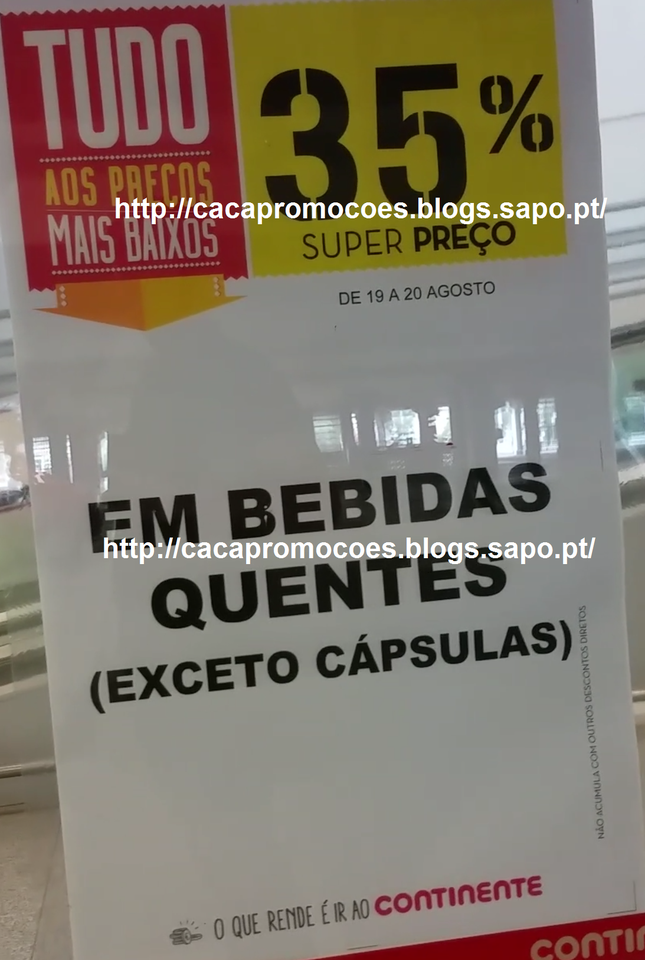 TUDO
AOS PREÇOS
MAIS BAIXOS
35%
SUPER PREÇO
http://cacapromocoes.blogs.sapo.pt/
DE 19 A 20 AGOSTO
EM BEBIDAS
http://cacapromocoes.blogs.sapo.pt/
QUENTES
(EXCETO CÁPSULAS)
NÃO ACUMULA COM OUTROS DESCONTOS DIRETOS
O QUE RENDE É IR AO CONTINENTE
CONTIN